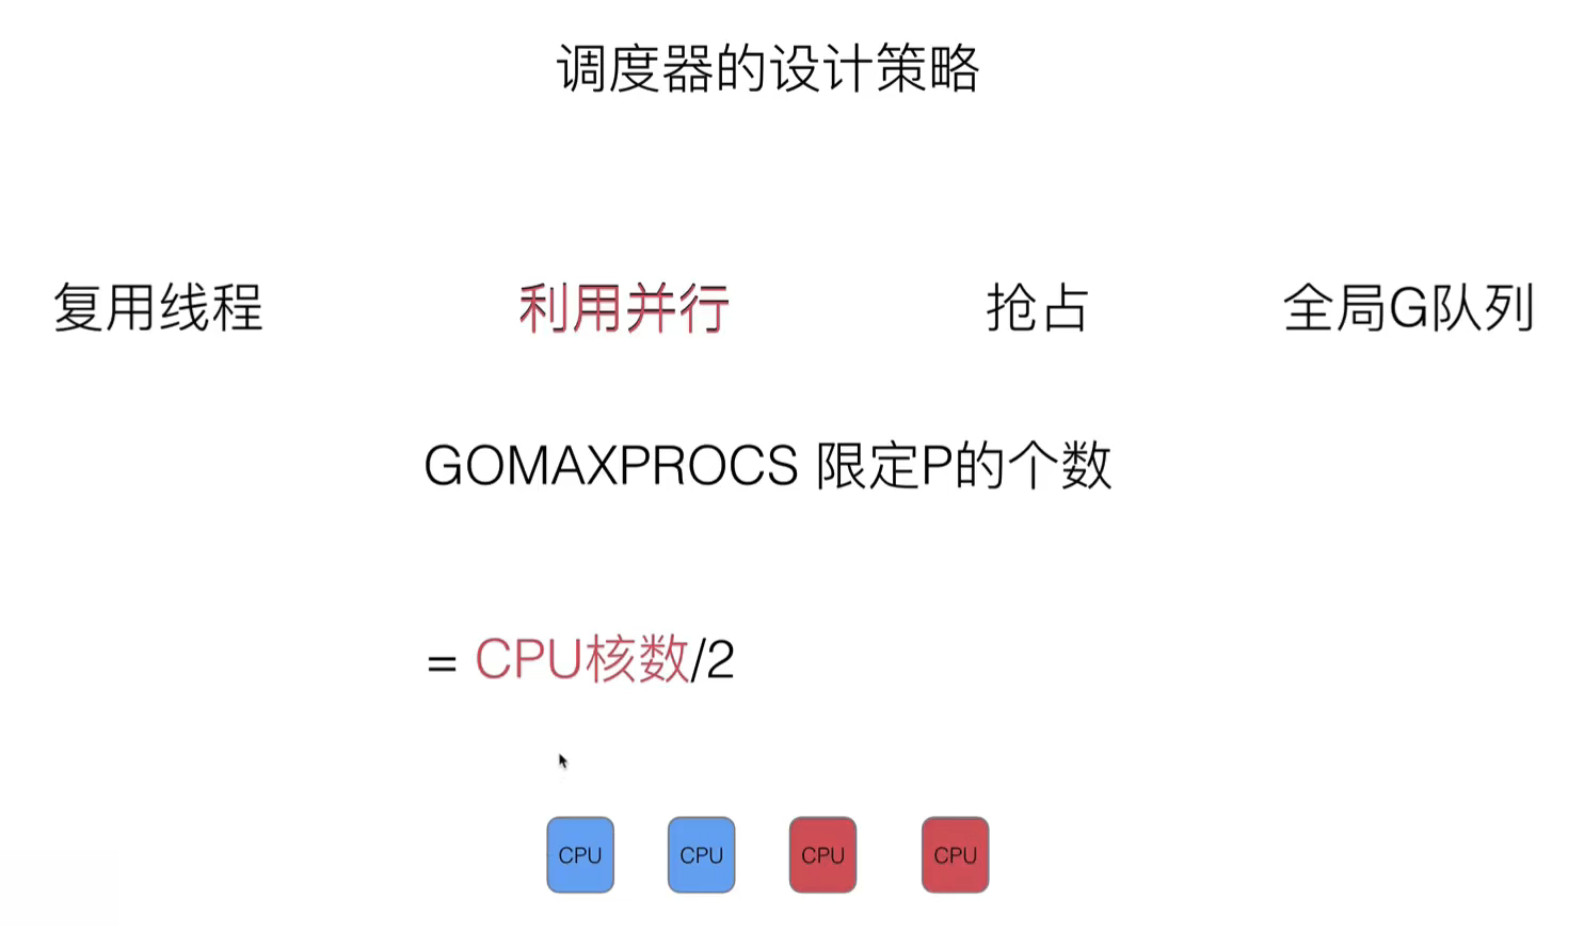 调度器的设计策略
复用线程 利用并行 抢占 全局G队列
GOMAXPROCS 限定P的个数
= CPU核数/2
CPU CPU CPU CPU